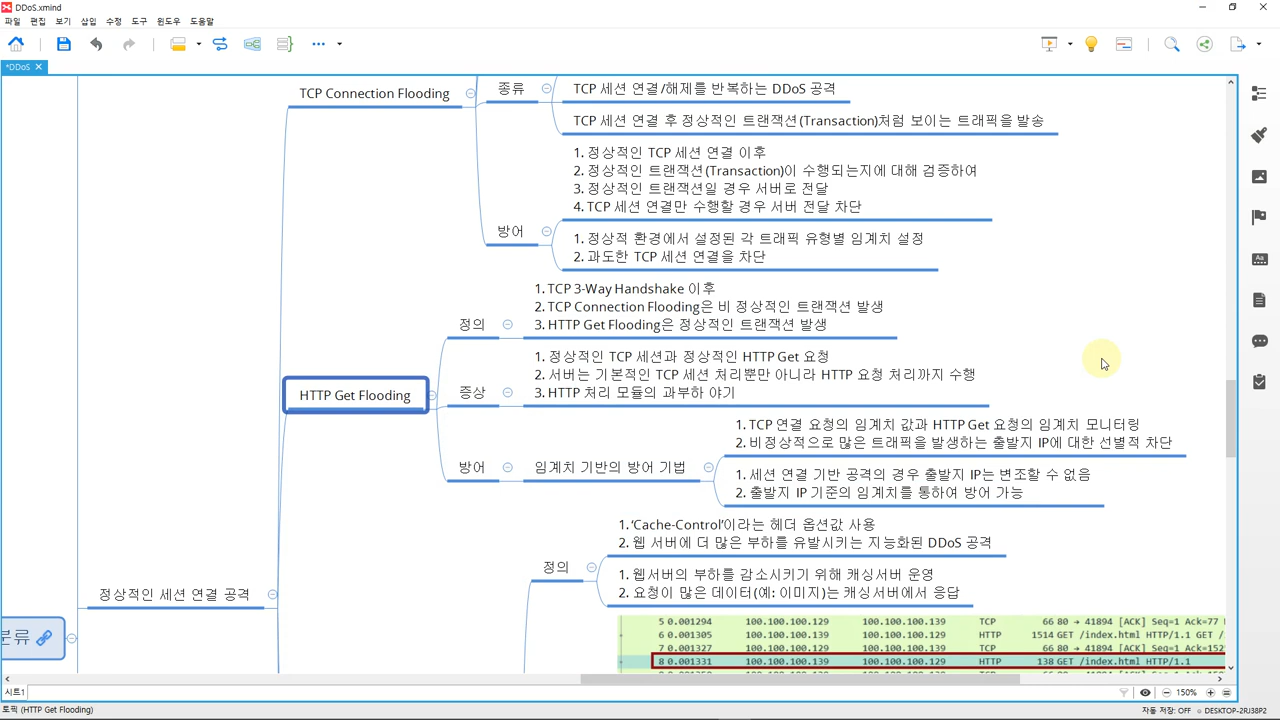 DDoS.xmind
파일 편집 보기 삽입 수정 도구 윈도우 도움말
*DDoS
TCP Connection Flooding
종류
TCP 세션 연결/해제를 반복하는 DDoS 공격
TCP 세션 연결 후 정상적인 트랜잭션(Transaction)처럼 보이는 트래픽을 발송
방어
1. 정상적인 TCP 세션 연결 이후
2. 정상적인 트랜잭션(Transaction)이 수행되는지에 대해 검증하여
3. 정상적인 트랜잭션일 경우 서버로 전달
4. TCP 세션 연결만 수행할 경우 서버 전달 차단
1. 정상적 환경에서 설정된 각 트래픽 유형별 임계치 설정
2. 과도한 TCP 세션 연결을 차단
HTTP Get Flooding
정의
1. TCP 3-Way Handshake 이후
2. TCP Connection Flooding은 비 정상적인 트랜잭션 발생
3. HTTP Get Flooding은 정상적인 트랜잭션 발생
증상
1. 정상적인 TCP 세션과 정상적인 HTTP Get 요청
2. 서버는 기본적인 TCP 세션 처리뿐만 아니라 HTTP 요청 처리까지 수행
3. HTTP 처리 모듈의 과부하 야기
방어
임계치 기반의 방어 기법
1. TCP 연결 요청의 임계치 값과 HTTP Get 요청의 임계치 모터링
2. 비정상적으로 많은 트래픽을 발생하는 출발지 IP에 대한 선별적 차단
1. 세션 연결 기반 공격의 경우 출발지 IP는 변조할 수 없음
2. 출발지 IP 기준의 임계치를 통하여 방어 가능
정의
1. ‘Cache-Control’이라는 헤더 옵션값 사용
2. 웹 서버에 더 많은 부하를 유발시키는 지능화된 DDoS 공격
1. 웹서버의 부하를 감소시키기 위해 캐싱서버 운영
2. 요청이 많은 데이터(예: 이미지)는 캐싱서버에서 응답
정상적인 세션 연결 공격
분류
5 0.001294 100.100.100.129 100.100.100.139 TCP 66 80 → 41894 [ACK] Seq=1 Ack=77
6 0.001305 100.100.100.139 100.100.100.129 HTTP 1514 GET /index.html HTTP/1.1 GET /
7 0.001327 100.100.100.129 100.100.100.139 TCP 66 80 → 41894 [ACK] Seq=1 Ack=152
8 0.001331 100.100.100.139 100.100.100.129 HTTP 138 GET /index.html HTTP/1.1
시트1
150%
토픽 (HTTP Get Flooding)
자동 저장: OFF DESKTOP-2RJ38P2